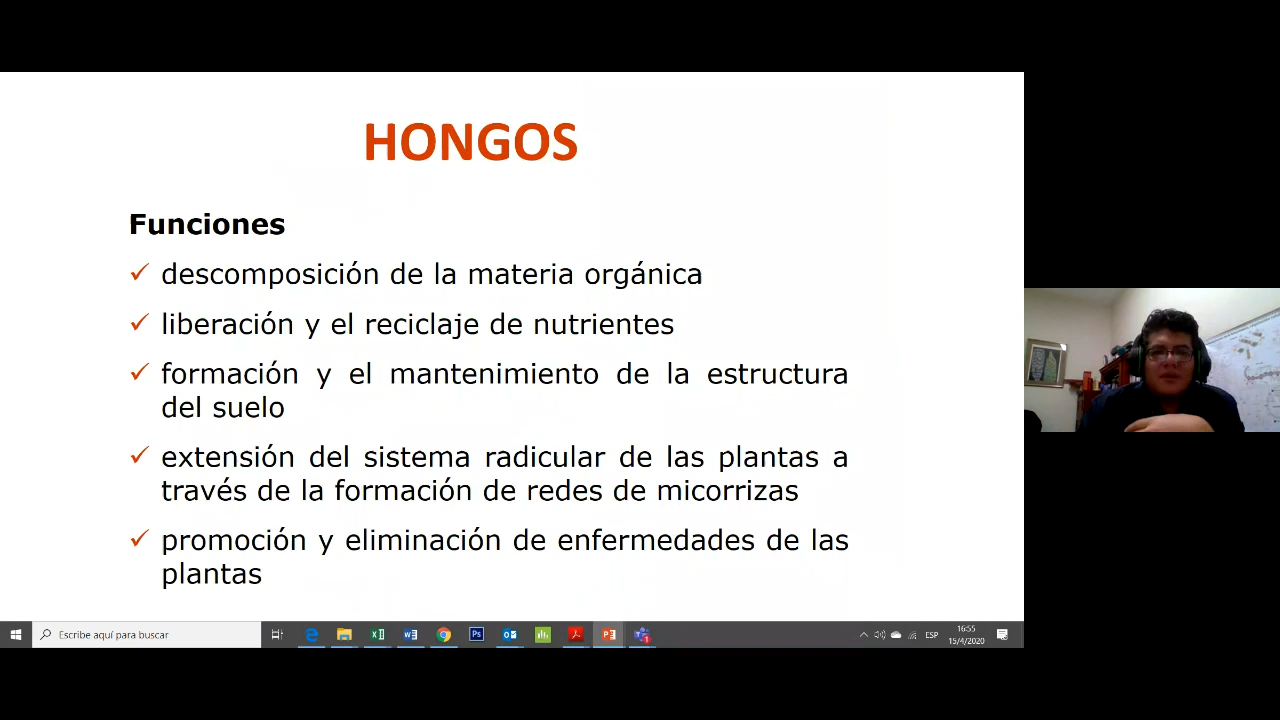 HONGOS
Funciones
✓ descomposición de la materia orgánica
✓ liberación y el reciclaje de nutrientes
✓ formación y el mantenimiento de la estructura
del suelo
✓ extensión del sistema radicular de las plantas a
través de la formación de redes de micorrizas
✓ promoción y eliminación de enfermedades de las
plantas
Escribe aquí para buscar
ESP
16:55
15/4/2020